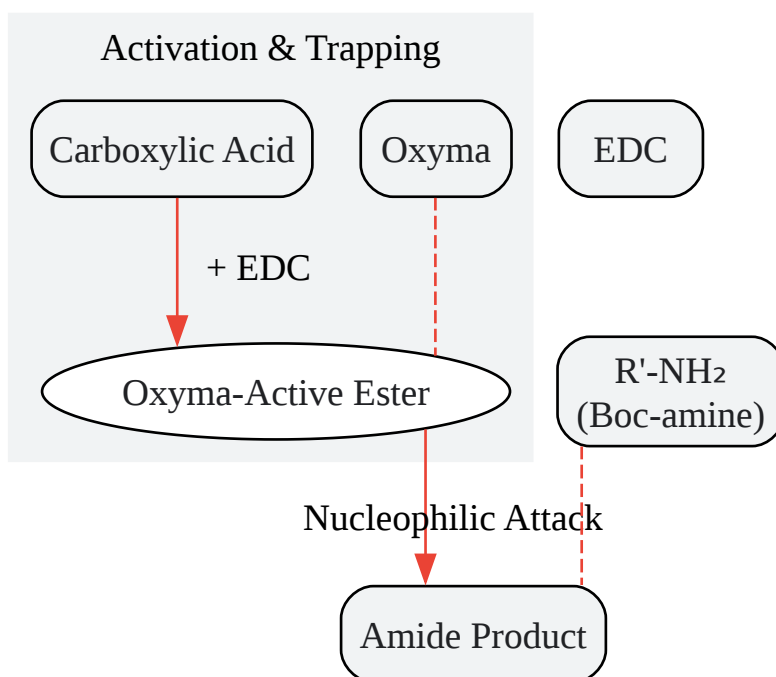 Activation & Trapping
Carboxylic Acid
Oxyma
EDC
+ EDC
Oxyma-Active Ester
R'-NH₂
(Boc-amine)
Nucleophilic Attack
Amide Product